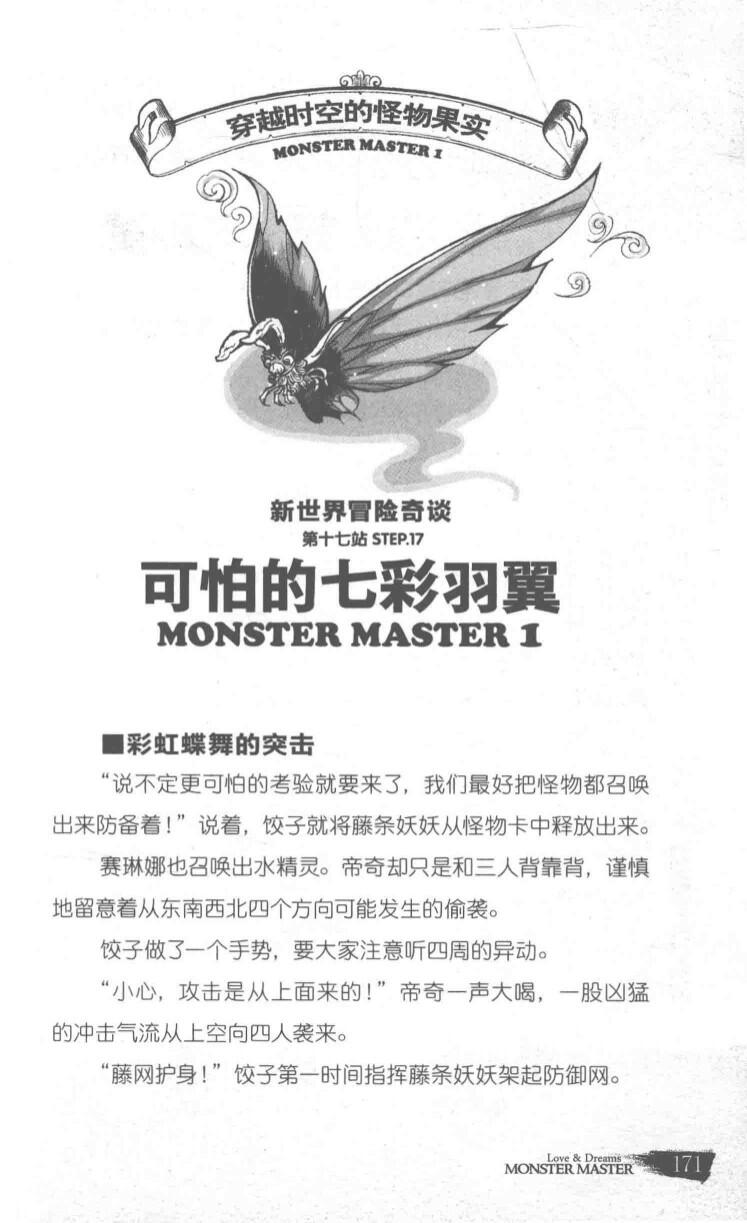 穿越时空的怪物果实
MONSTER MASTER 1
新世界冒险奇谈
第十七站 STEP.17
可怕的七彩羽翼
MONSTER MASTER 1
■彩虹蝶舞的突击
“说不定更可怕的考验就要来了，我们最好把怪物都召唤
出来防备着！”说着，饺子就将藤条妖妖从怪物卡中释放出来。
赛琳娜也召唤出水精灵。帝奇却只是和三人背靠背，谨慎
地留意着从东南西北四个方向可能发生的偷袭。
饺子做了一个手势，要大家注意听四周的异动。
“小心，攻击是从上面来的！”帝奇一声大喝，一股凶猛
的冲击气流从上空向四人袭来。
“藤网护身！”饺子第一时间指挥藤条妖妖架起防御网。
Love & Dreams
MONSTER MASTER 171